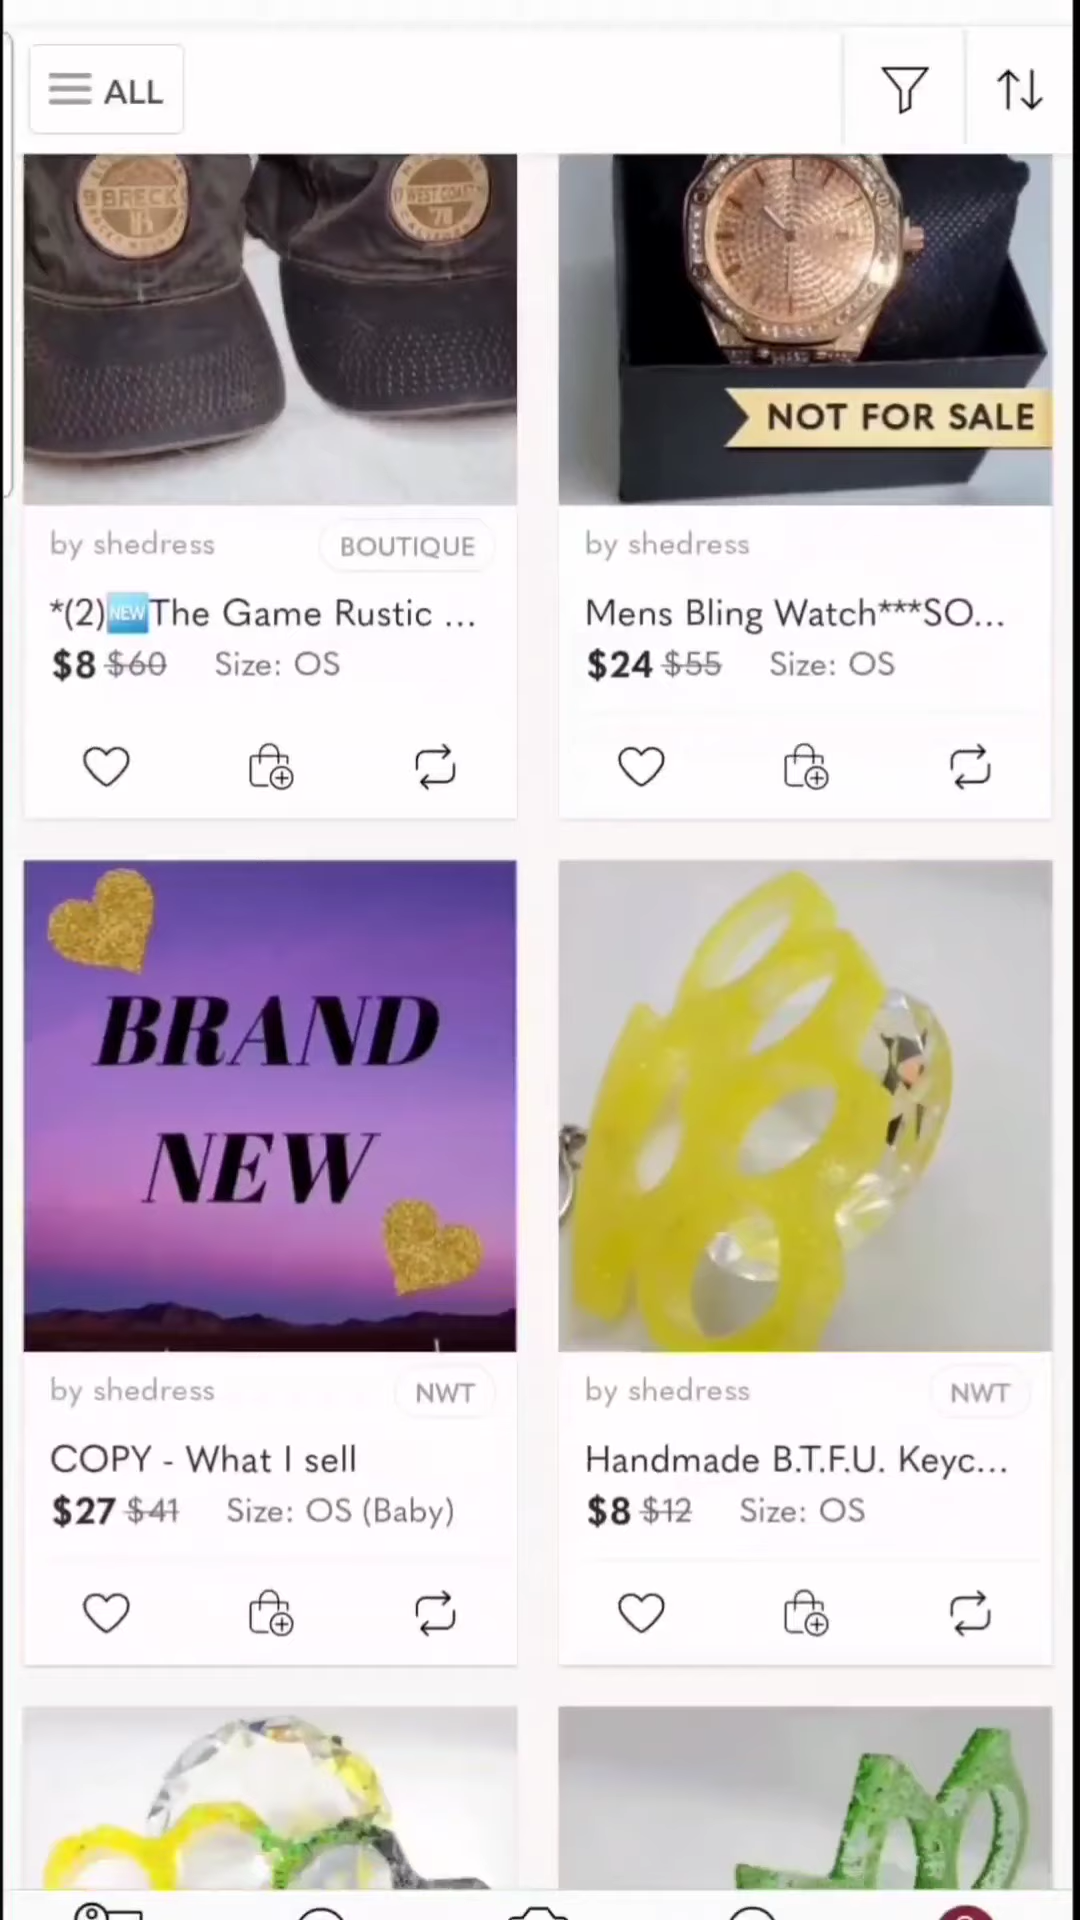 ALL
BRECK
WEST COAST
NOT FOR SALE
by shedress
BOUTIQUE
*(2)🆕The Game Rustic ...
$8 $60 Size: OS
by shedress
Mens Bling Watch***SO...
$24 $55 Size: OS
BRAND
NEW
by shedress
NWT
COPY - What I sell
$27 $41 Size: OS (Baby)
by shedress
NWT
Handmade B.T.F.U. Keyc...
$8 $12 Size: OS